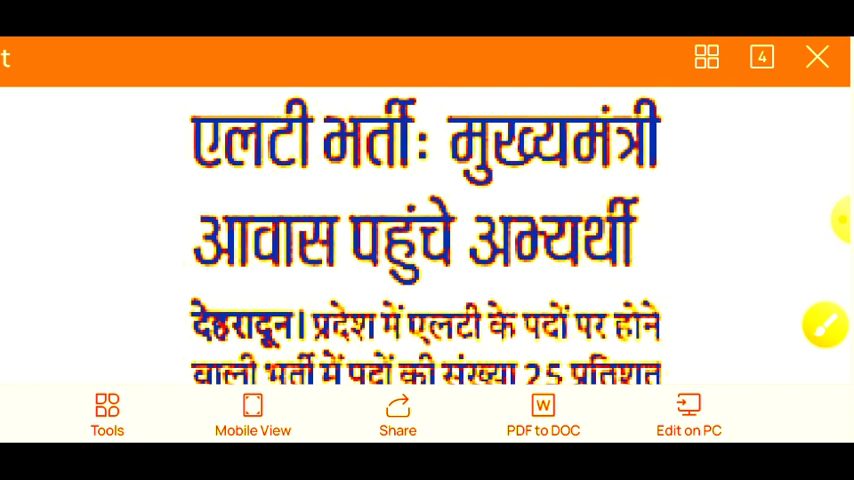 t
4
एलटी भर्तीः मुख्यमंत्री
आवास पहुंचे अभ्यर्थी
देहरादून। प्रदेश में एलटी के पदों पर होने
वाली भर्ती में पदों की संख्या 25 प्रतिशत
Tools
Mobile View
Share
W
PDF to DOC
Edit on PC